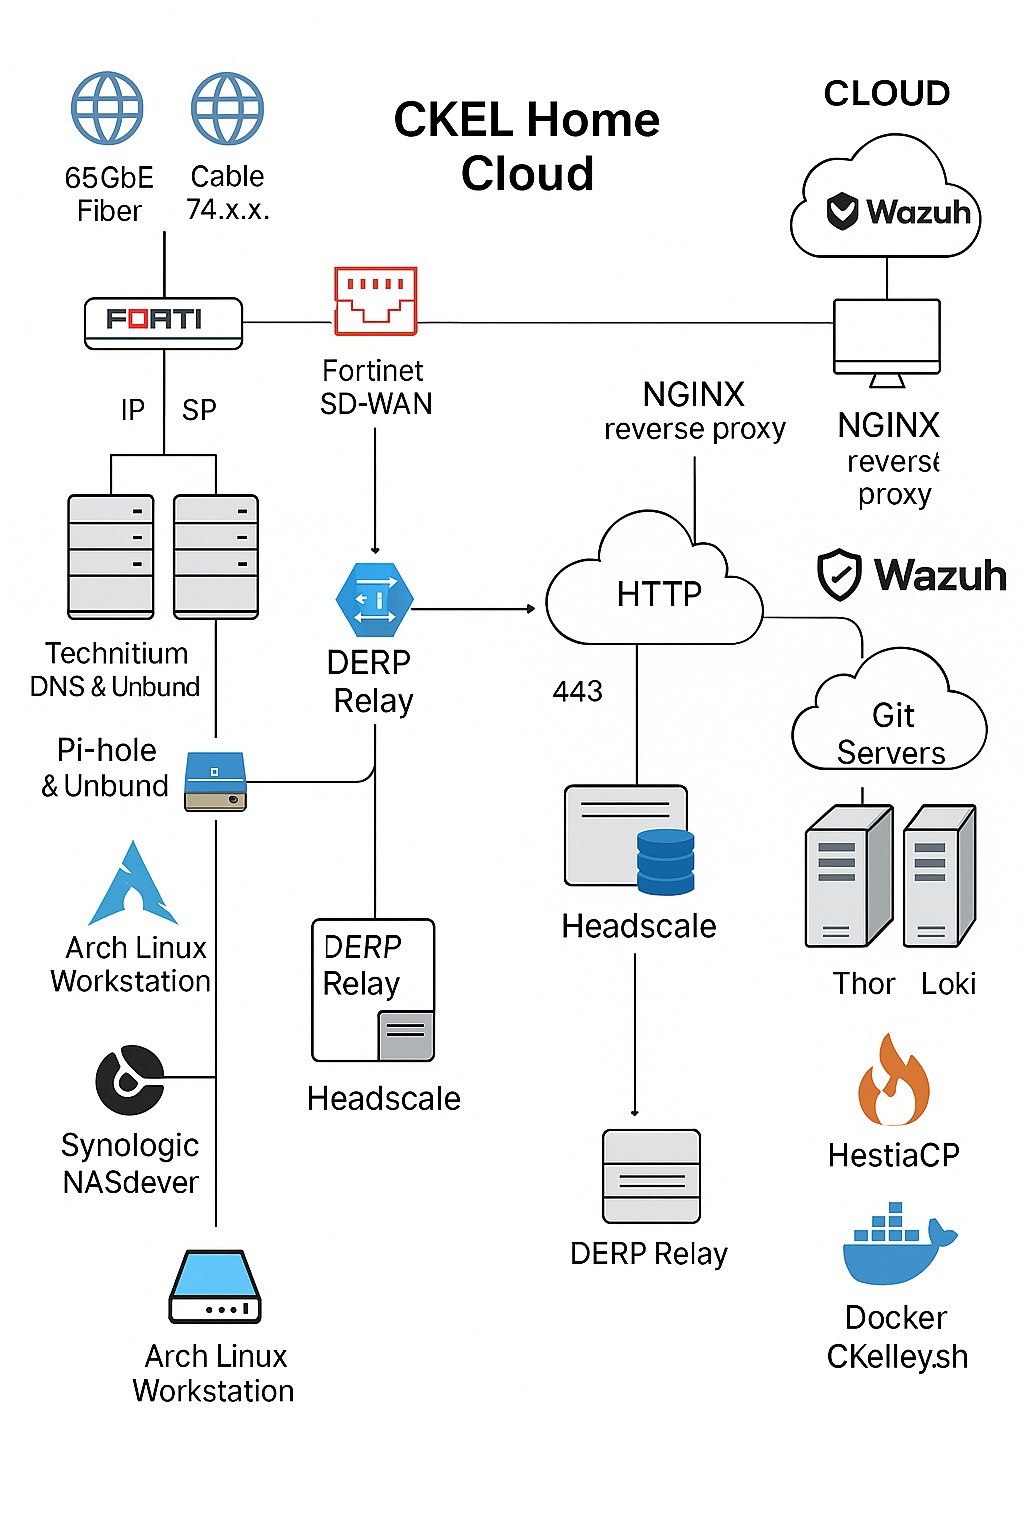 CKEL Home
Cloud
CLOUD
65GbE
Fiber
Cable
74.x.x.
Wazuh
FORTI
Fortinet
SD-WAN
IP SP
NGINX
reverse proxy
NGINX
reverse
proxy
HTTP
Wazuh
Technitium
DNS & Unbund
DERP
Relay
443
Git
Servers
Pi-hole
& Unbund
Arch Linux
Workstation
DERP
Relay
Headscale
Headscale
Thor Loki
Synologic
NASdever
HestiaCP
DERP Relay
Docker
CKelley.sh
Arch Linux
Workstation